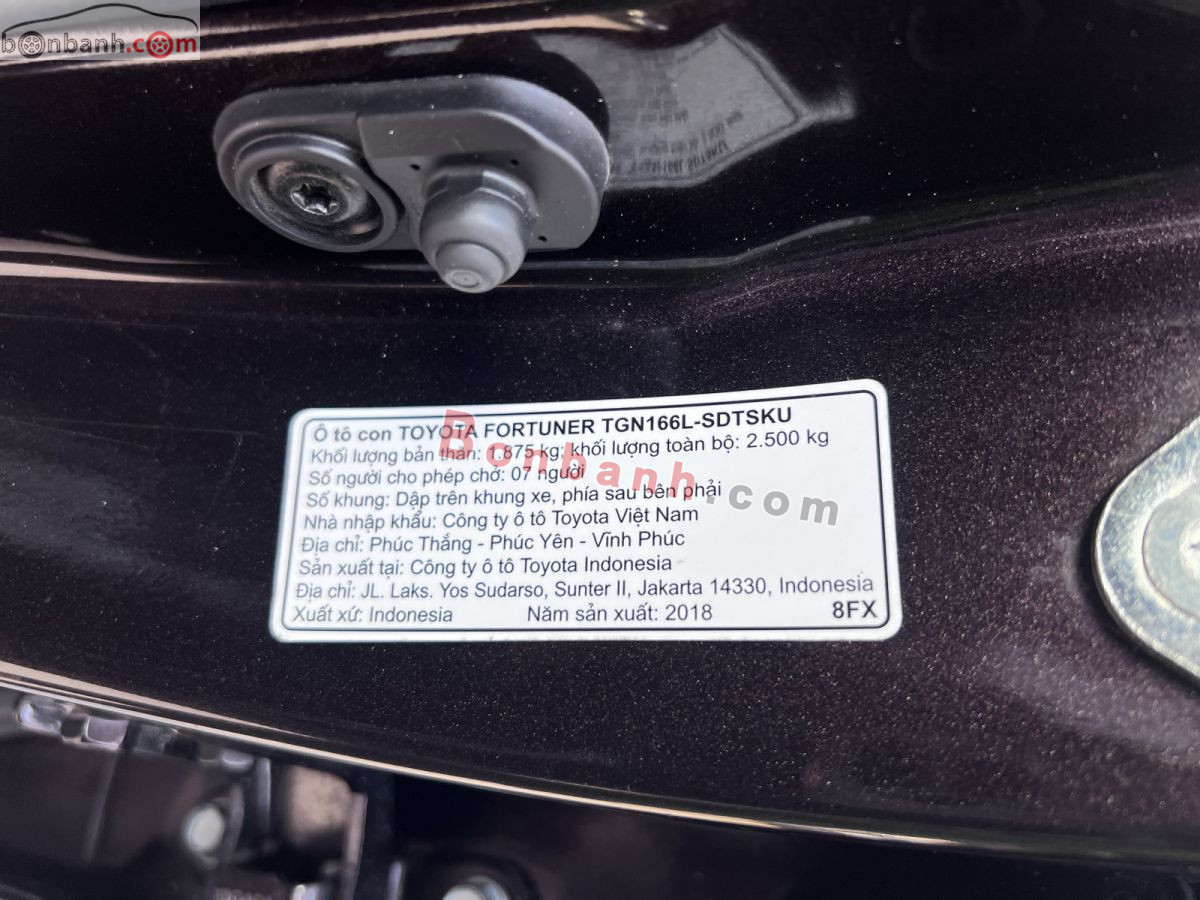 bonbanh.com
Ô tô con TOYOTA FORTUNER TGN166L-SDTSKU
Khối lượng bản thân: 1.875 kg; khối lượng toàn bộ: 2.500 kg
Số người cho phép chở: 07 người
Số khung: Dập trên khung xe, phía sau bên phải
Nhà nhập khẩu: Công ty ô tô Toyota Việt Nam
Địa chỉ: Phúc Thắng - Phúc Yên - Vĩnh Phúc
Sản xuất tại: Công ty ô tô Toyota Indonesia
Địa chỉ: JL. Laks. Yos Sudarso, Sunter II, Jakarta 14330, Indonesia
Xuất xứ: Indonesia Năm sản xuất: 2018 8FX
Bonbanh.com